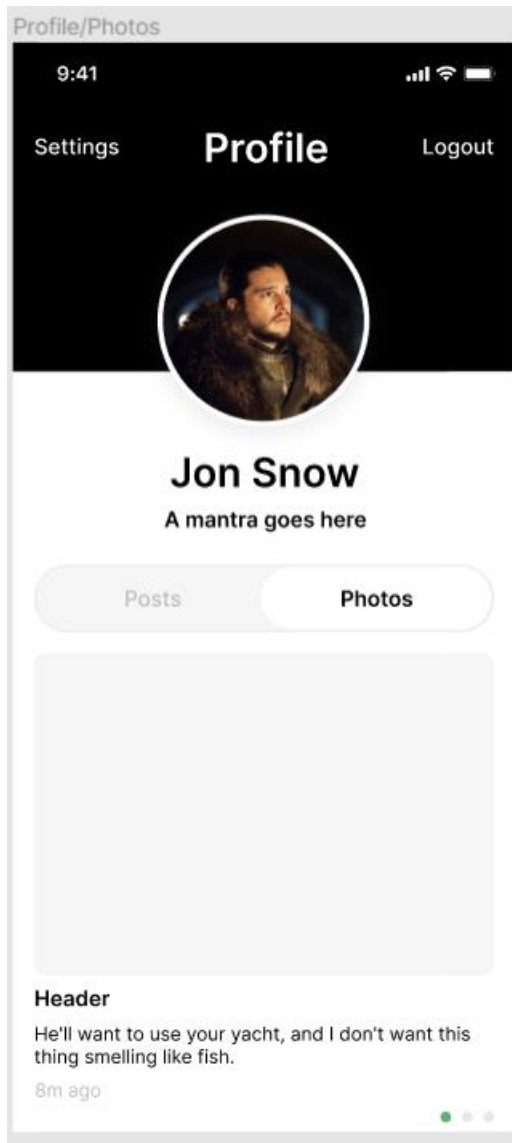 Profile/Photos
9:41
Settings Profile Logout
Jon Snow
A mantra goes here
Posts Photos
Header
He'll want to use your yacht, and I don't want this
thing smelling like fish.
8m ago